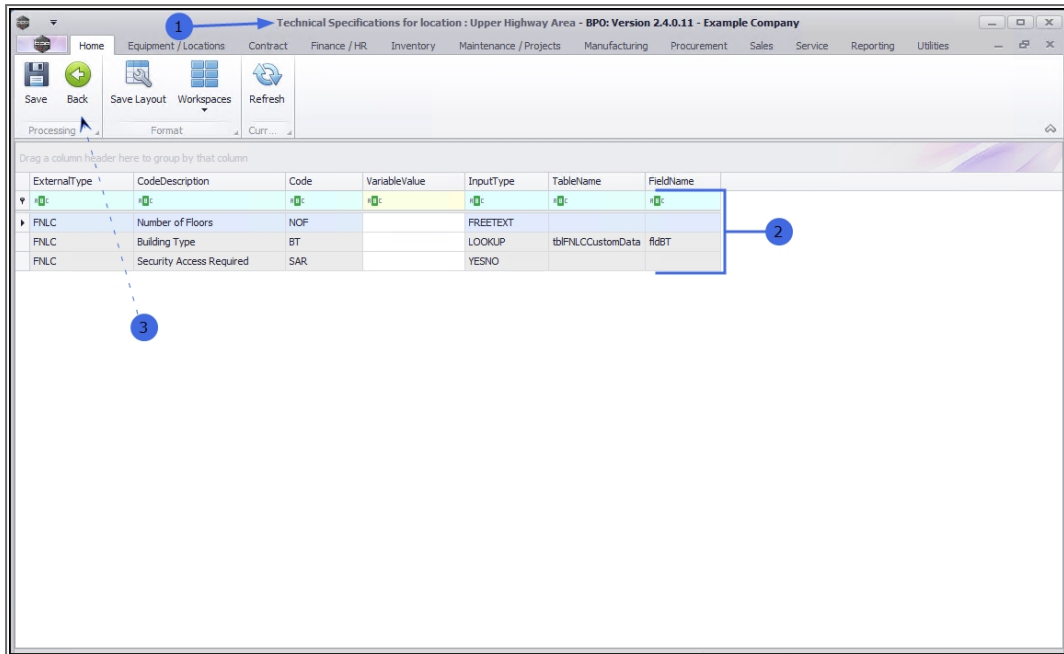 Technical Specifications for location : Upper Highway Area - BPO: Version 2.4.0.11 - Example Company
1
Home Equipment / Locations Contract Finance / HR Inventory Maintenance / Projects Manufacturing Procurement Sales Service Reporting Utilities
Save Back Save Layout Workspaces Refresh
Processing Format Curr...
Drag a column header here to group by that column
ExternalType CodeDescription Code VariableValue InputType TableName FieldName
FNLC Number of Floors NOF FREETEXT
FNLC Building Type BT LOOKUP tblFNLCCustomData fldBT
FNLC Security Access Required SAR YESNO
2
3